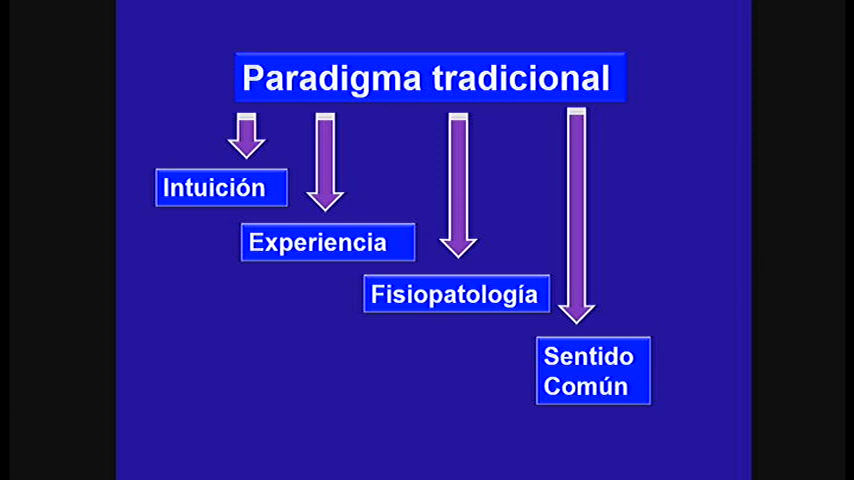 Paradigma tradicional
Intuición
Experiencia
Fisiopatología
Sentido
Común